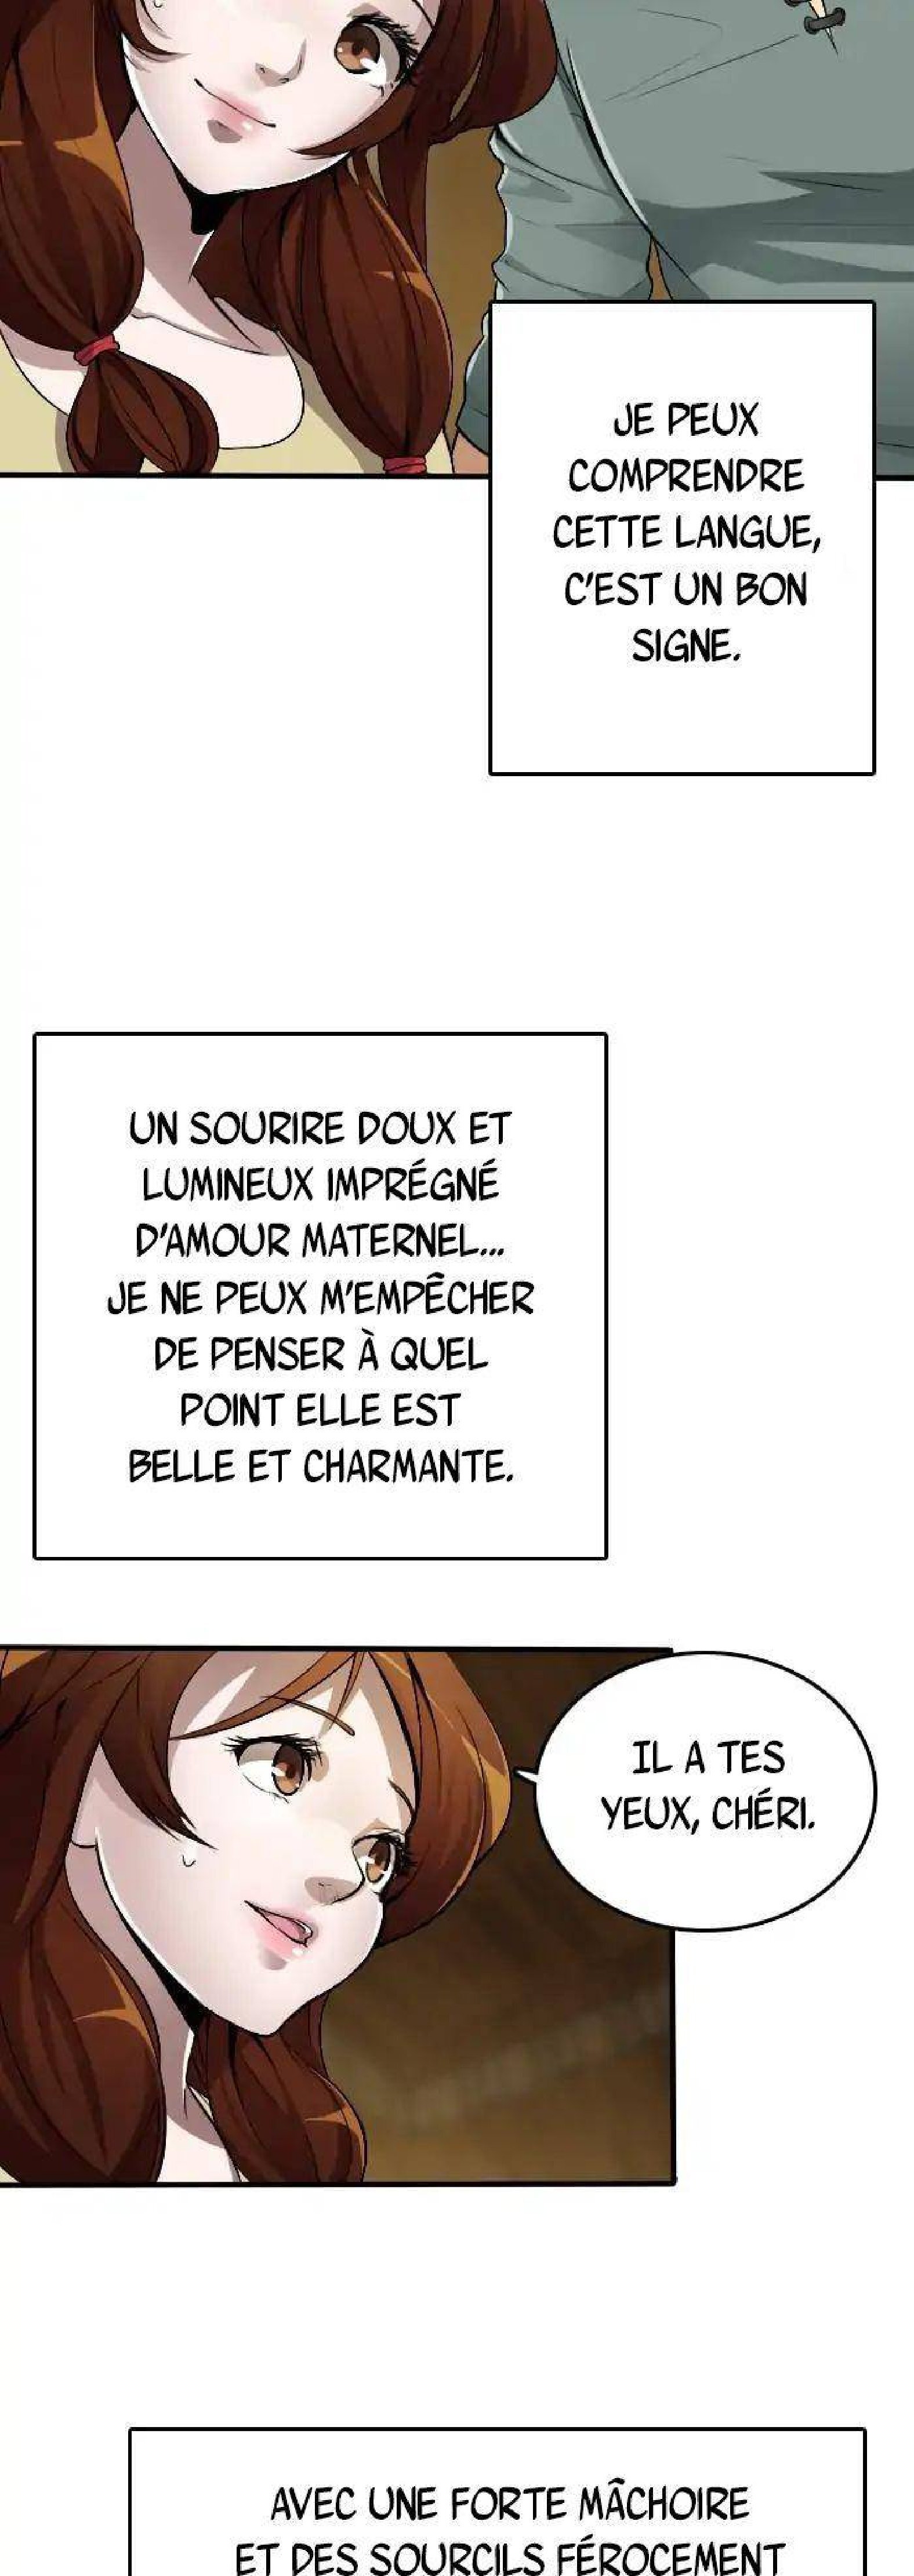 JE PEUX
COMPRENDRE
CETTE LANGUE,
C'EST UN BON
SIGNE.
UN SOURIRE DOUX ET
LUMINEUX IMPRÉGNÉ
D'AMOUR MATERNEL...
JE NE PEUX M'EMPÊCHER
DE PENSER À QUEL
POINT ELLE EST
BELLE ET CHARMANTE.
IL A TES
YEUX, CHÉRI.
AVEC UNE FORTE MÂCHOIRE
ET DES SOURCILS FÉROCEMENT